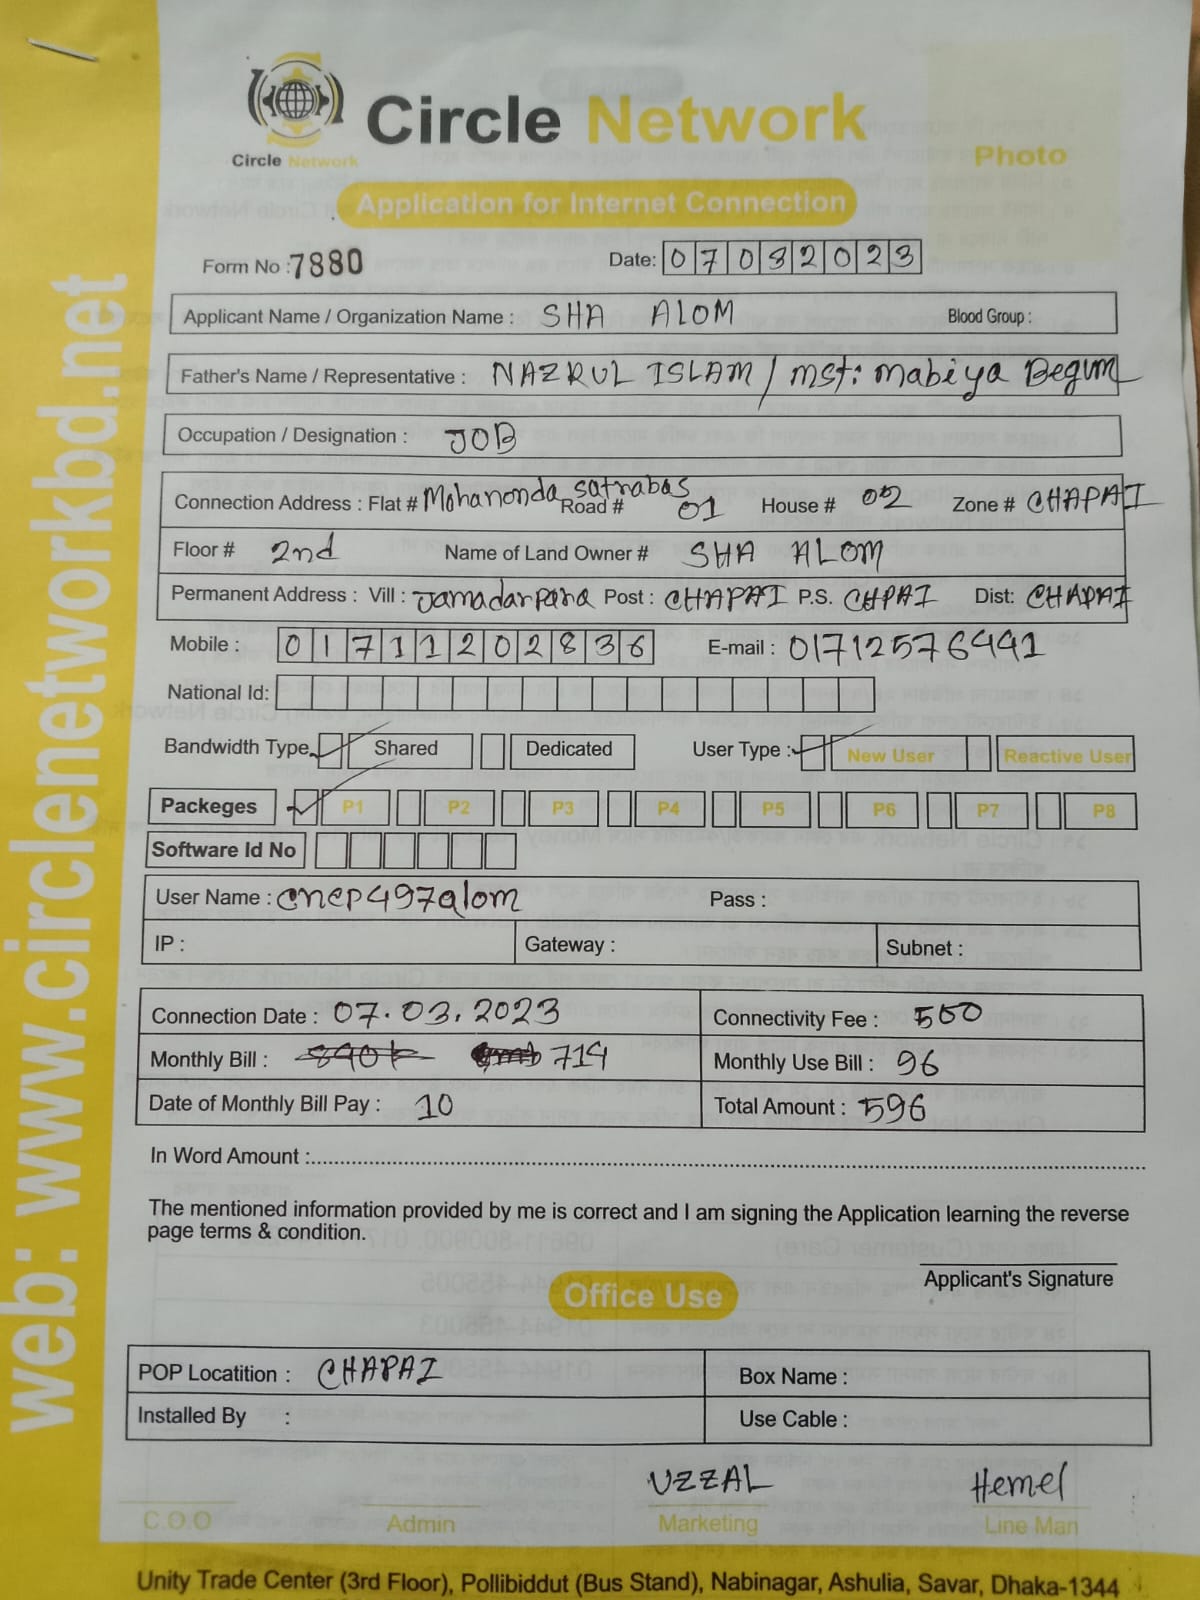 Circle Network
Circle Network
Photo
Application for Internet Connection
Form No : 7880
Date: 07032023
Applicant Name / Organization Name : SHA ALOM Blood Group :
Father's Name / Representative : NAZRUL ISLAM / mst: mabiya Begum
Occupation / Designation : JOB
Connection Address : Flat # Mohanonda satrabas Road # 01 House # 02 Zone # CHAPAI
Floor # 2nd Name of Land Owner # SHA ALOM
Permanent Address : Vill : Jamadarpara Post : CHAPAI P.S. CHPAI Dist: CHAPAI
Mobile : 01711202836 E-mail : 01712576441
National Id:
Bandwidth Type Shared Dedicated User Type : New User Reactive User
Packeges P1 P2 P3 P4 P5 P6 P7 P8
Software Id No
User Name : cncp497alom Pass :
IP : Gateway : Subnet :
Connection Date : 07.03.2023 Connectivity Fee : 500
Monthly Bill : 714 Monthly Use Bill : 96
Date of Monthly Bill Pay : 10 Total Amount : 596
In Word Amount :
The mentioned information provided by me is correct and I am signing the Application learning the reverse
page terms & condition.
Applicant's Signature
Office Use
POP Locatition : CHAPAI Box Name :
Installed By : Use Cable :
UZZAL Hemel
C.O.O Admin Marketing Line Man
Unity Trade Center (3rd Floor), Pollibiddut (Bus Stand), Nabinagar, Ashulia, Savar, Dhaka-1344
web: www.circlenetworkbd.net